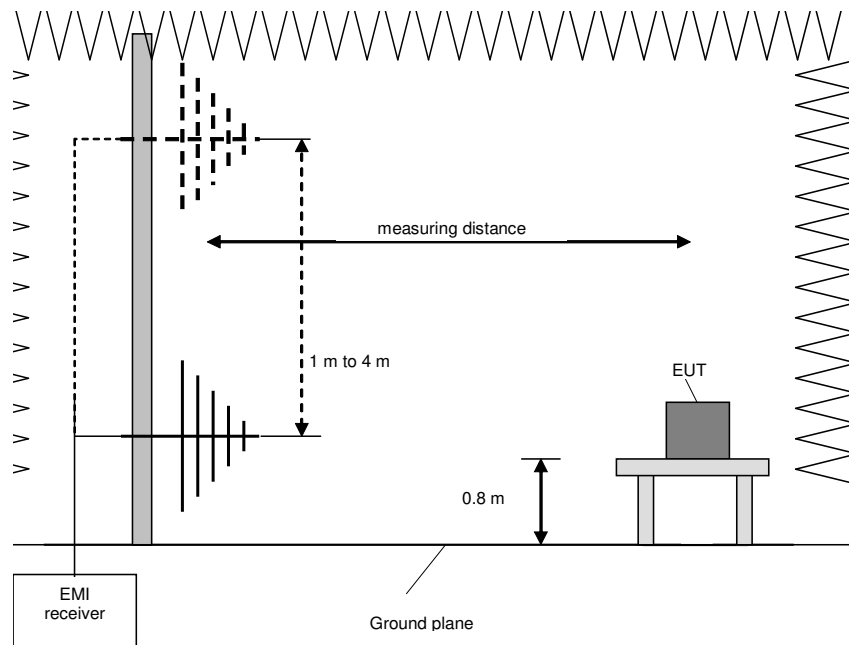 measuring distance
1 m to 4 m
EUT
0.8 m
EMI
receiver
Ground plane